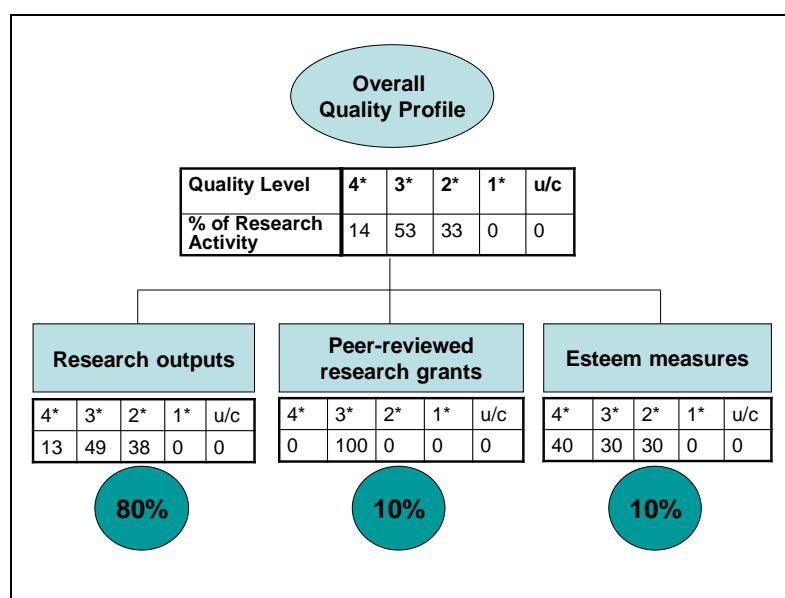 Overall
Quality Profile
Quality Level 4* 3* 2* 1* u/c
% of Research
Activity 14 53 33 0 0
Research outputs
4* 3* 2* 1* u/c
13 49 38 0 0
80%
Peer-reviewed
research grants
4* 3* 2* 1* u/c
0 100 0 0 0
10%
Esteem measures
4* 3* 2* 1* u/c
40 30 30 0 0
10%